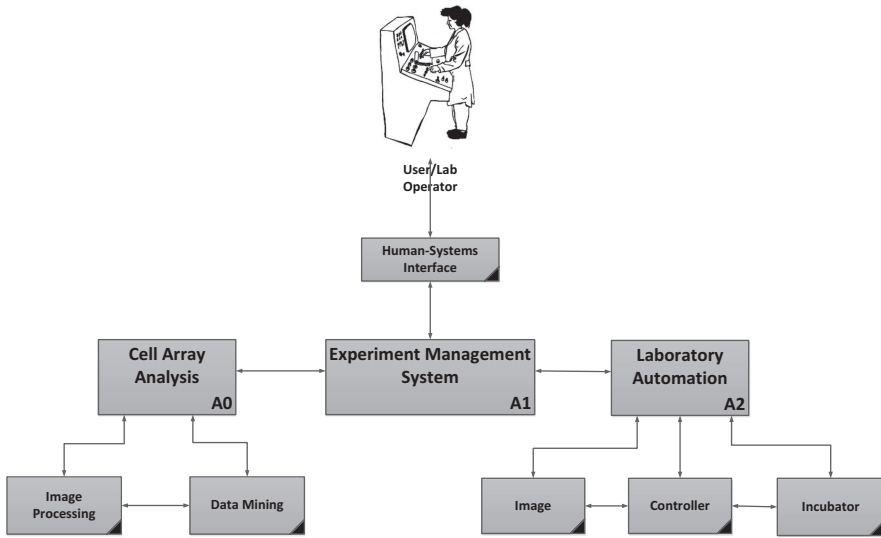 User/Lab
Operator
Human-Systems
Interface
Cell Array
Analysis
A0
Experiment Management
System
A1
Laboratory
Automation
A2
Image
Processing
Data Mining
Image
Controller
Incubator